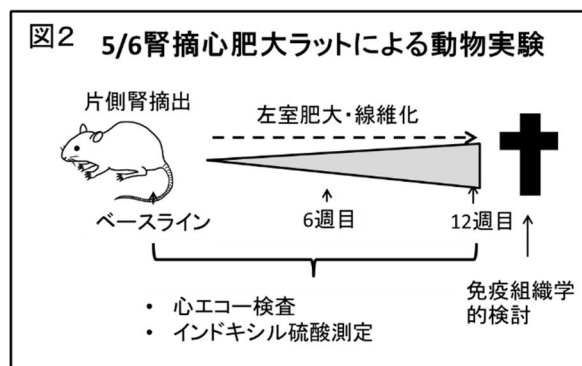 図2 5/6腎摘心肥大ラットによる動物実験
片側腎摘出
左室肥大・線維化
ベースライン
6週目
12週目
免疫組織学
的検討
• 心エコー検査
• インドキシル硫酸測定